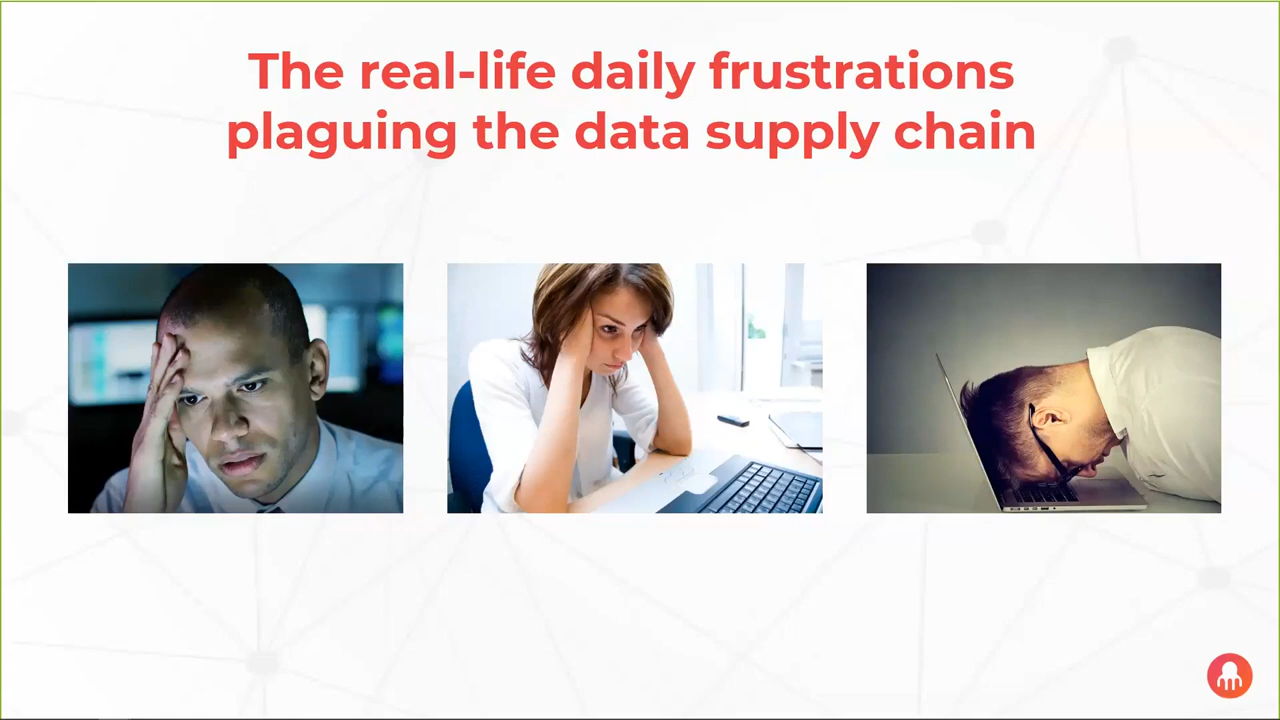 The real-life daily frustrations
plaguing the data supply chain